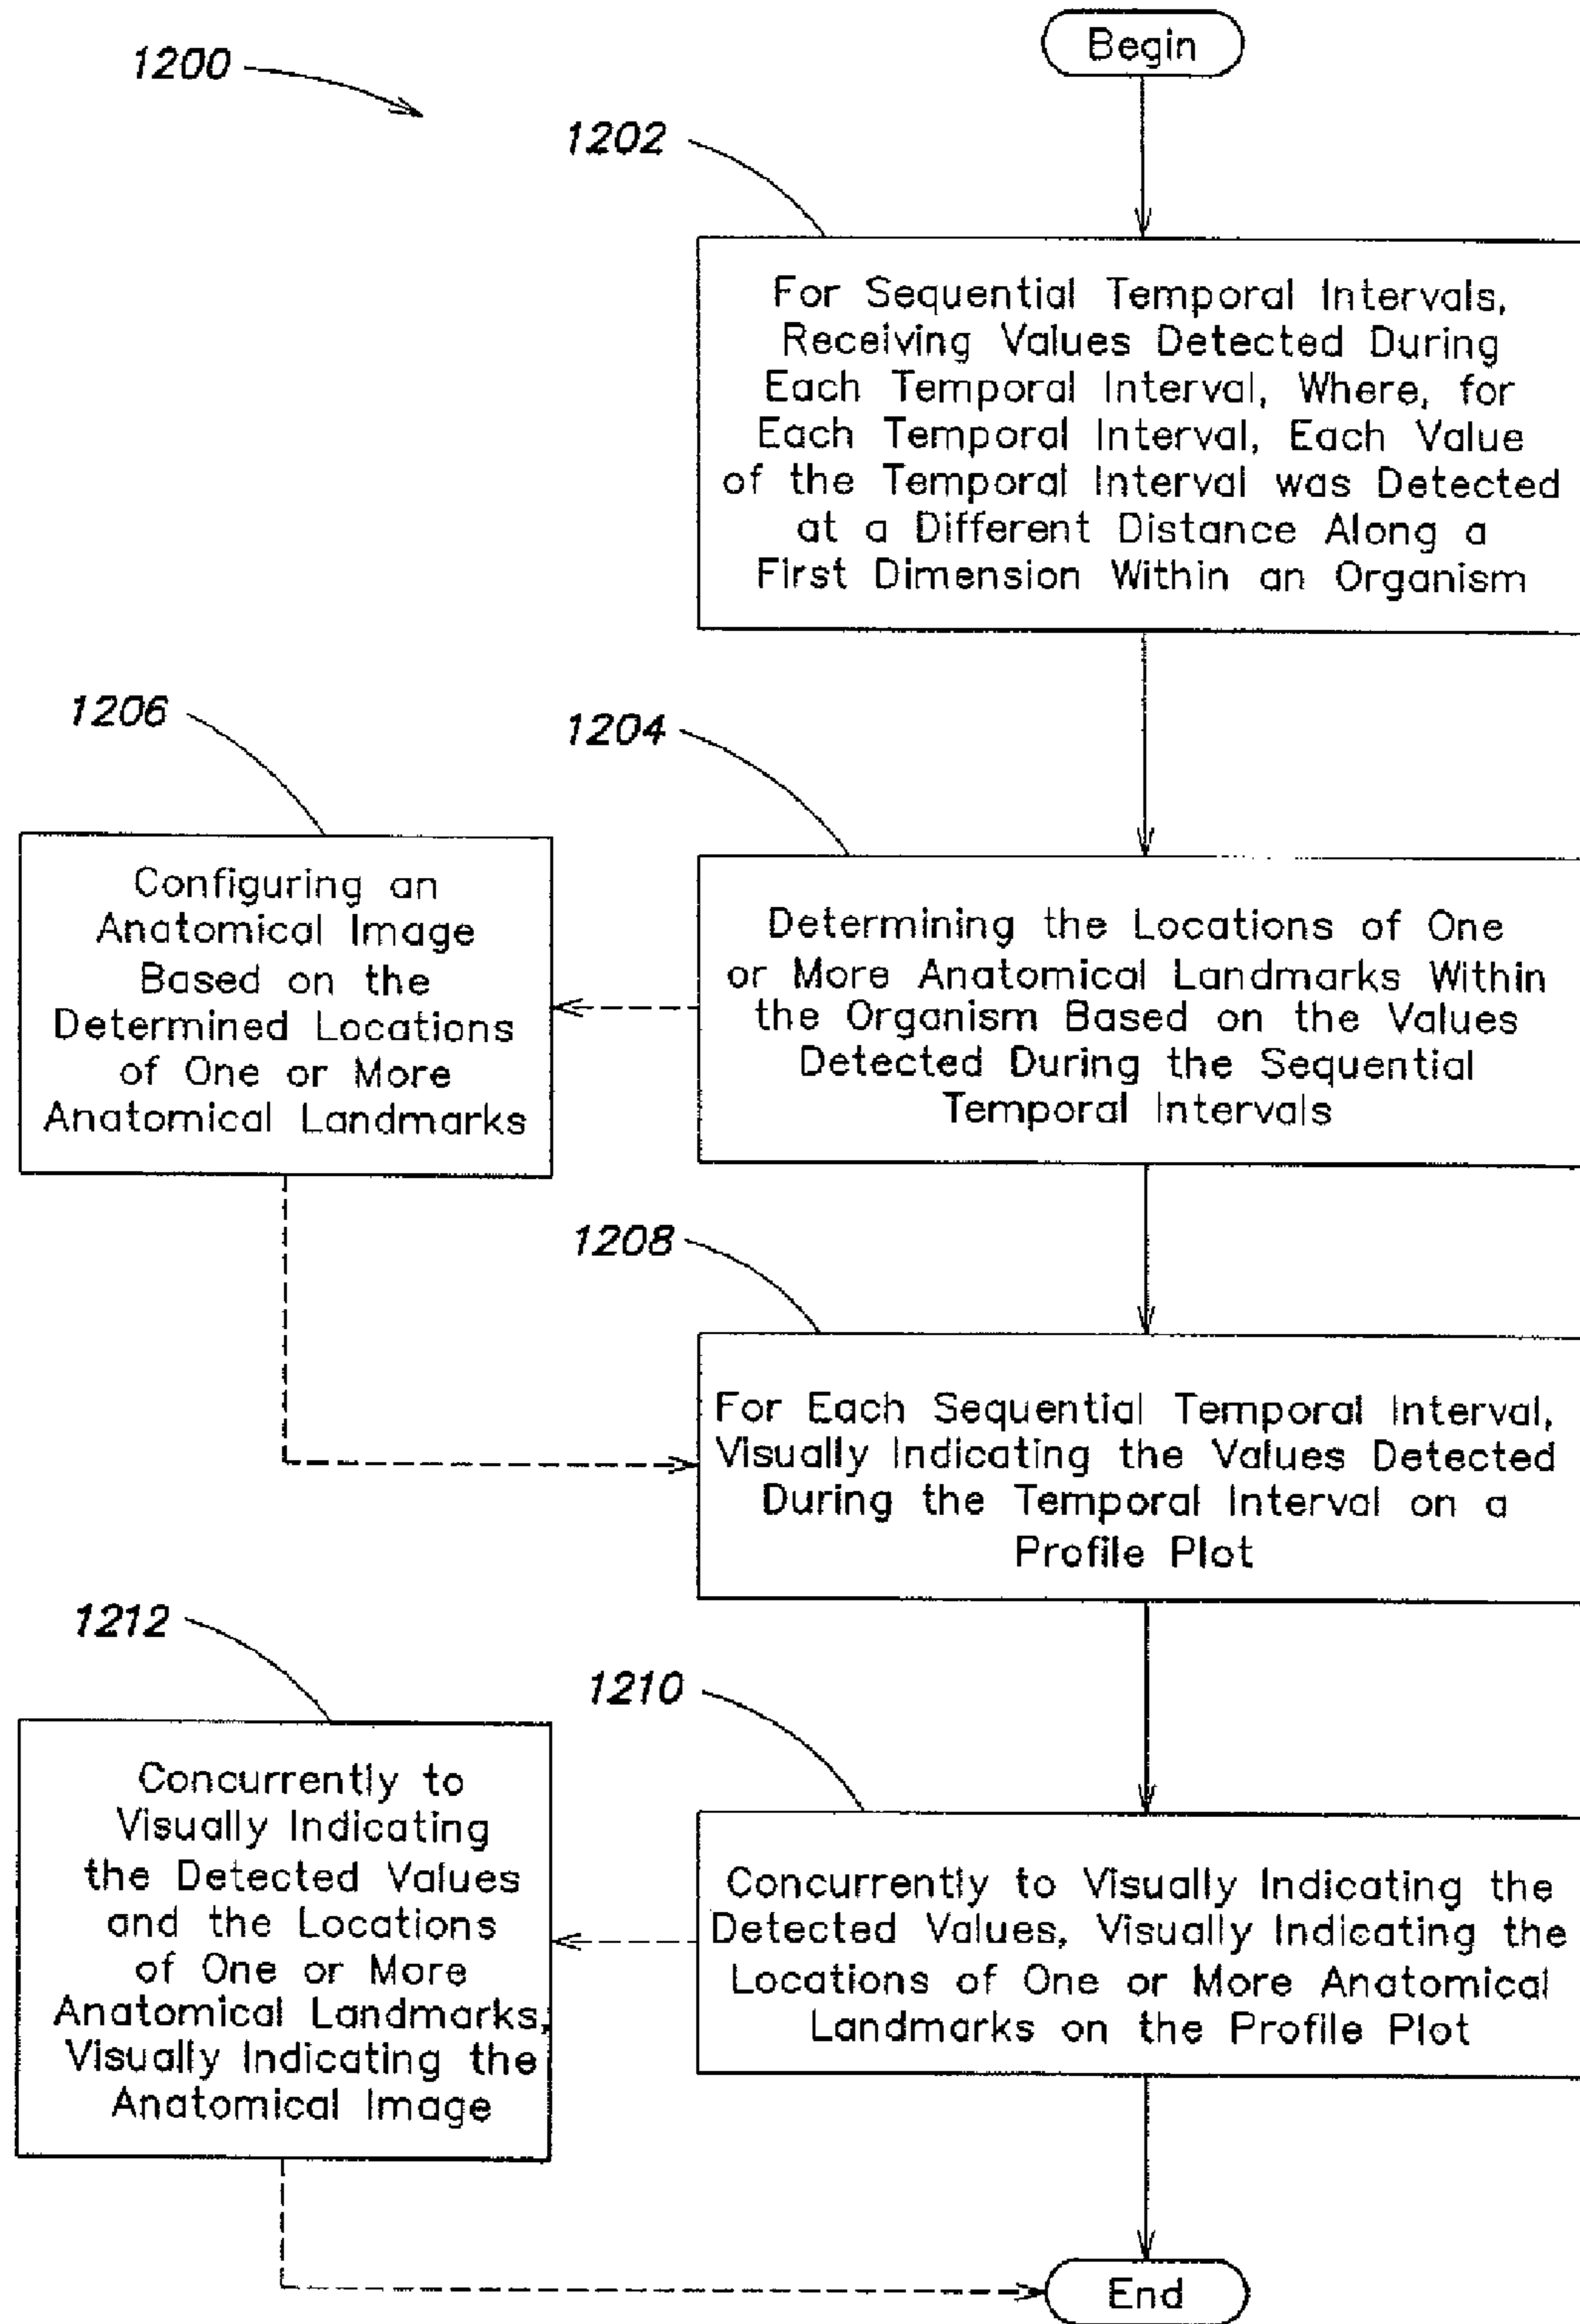 1200
Begin
1202
For Sequential Temporal Intervals,
Receiving Values Detected During
Each Temporal Interval, Where, for
Each Temporal Interval, Each Value
of the Temporal Interval was Detected
at a Different Distance Along a
First Dimension Within an Organism
1206
1204
Configuring an
Anatomical Image
Based on the
Determined Locations
of One or More
Anatomical Landmarks
Determining the Locations of One
or More Anatomical Landmarks Within
the Organism Based on the Values
Detected During the Sequential
Temporal Intervals
1208
For Each Sequential Temporal Interval,
Visually Indicating the Values Detected
During the Temporal Interval on a
Profile Plot
1212
1210
Concurrently to
Visually Indicating
the Detected Values
and the Locations
of One or More
Anatomical Landmarks,
Visually Indicating the
Anatomical Image
Concurrently to Visually Indicating the
Detected Values, Visually Indicating the
Locations of One or More Anatomical
Landmarks on the Profile Plot
End